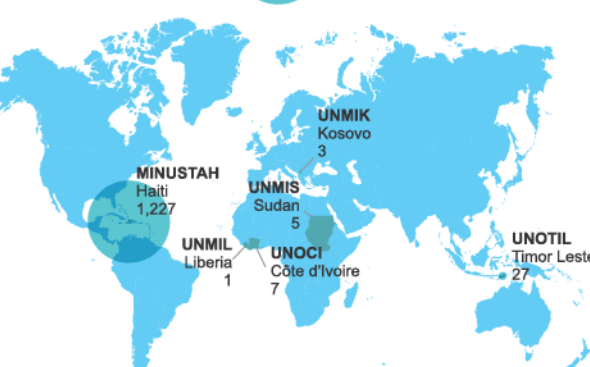 UNMIK
Kosovo
3
MINUSTAH
Haiti
1,227
UNMIS
Sudan
5
UNMIL
Liberia
1
UNOCI
Côte d'Ivoire
7
UNOTIL
Timor Leste
27